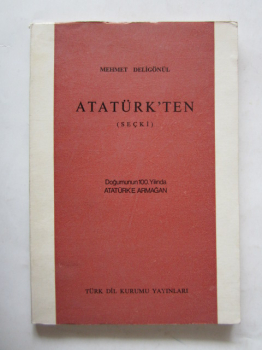 MEHMET DELİGÖNÜL
ATATÜRK'TEN
(SEÇKİ)
Doğumunun 100. Yılında
ATATÜRK'E ARMAĞAN
TÜRK DİL KURUMU YAYINLARI